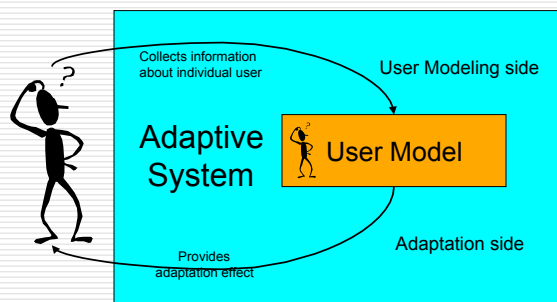 ?
Collects information
about individual user
User Modeling side
Adaptive
System
?
User Model
Adaptation side
Provides
adaptation effect